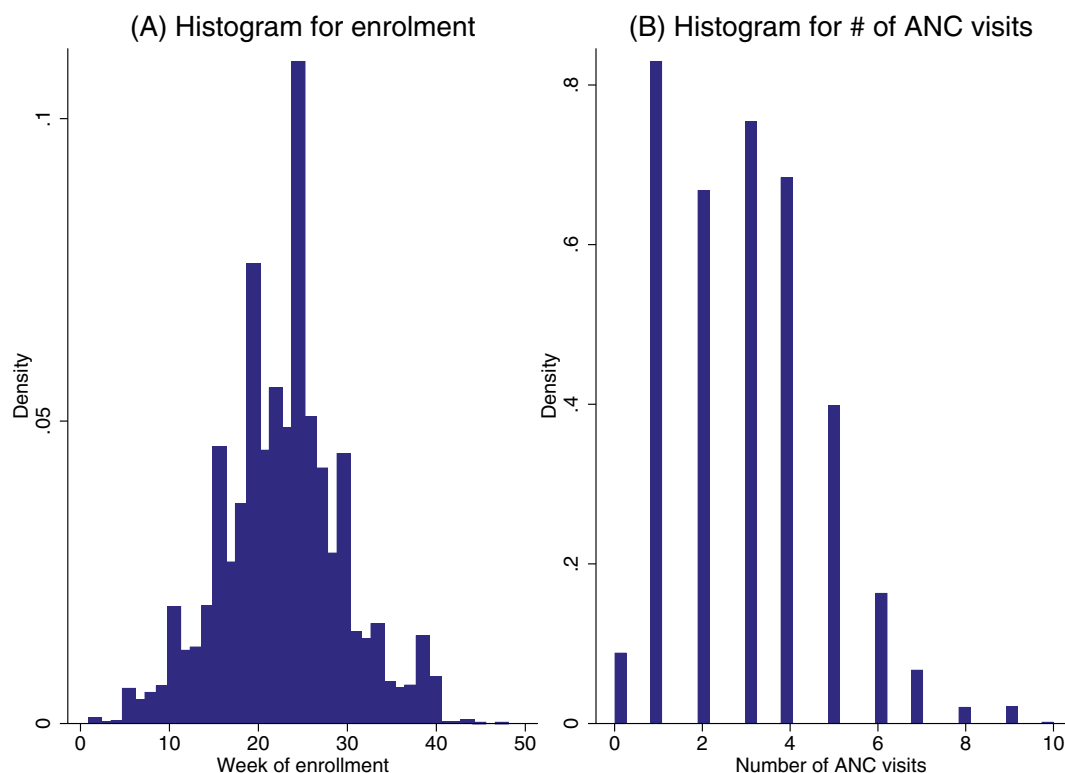 (A) Histogram for enrolment
.1
.05
0
Density
0 10 20 30 40 50
Week of enrollment
(B) Histogram for # of ANC visits
.8
.6
.4
.2
0
Density
0 2 4 6 8 10
Number of ANC visits